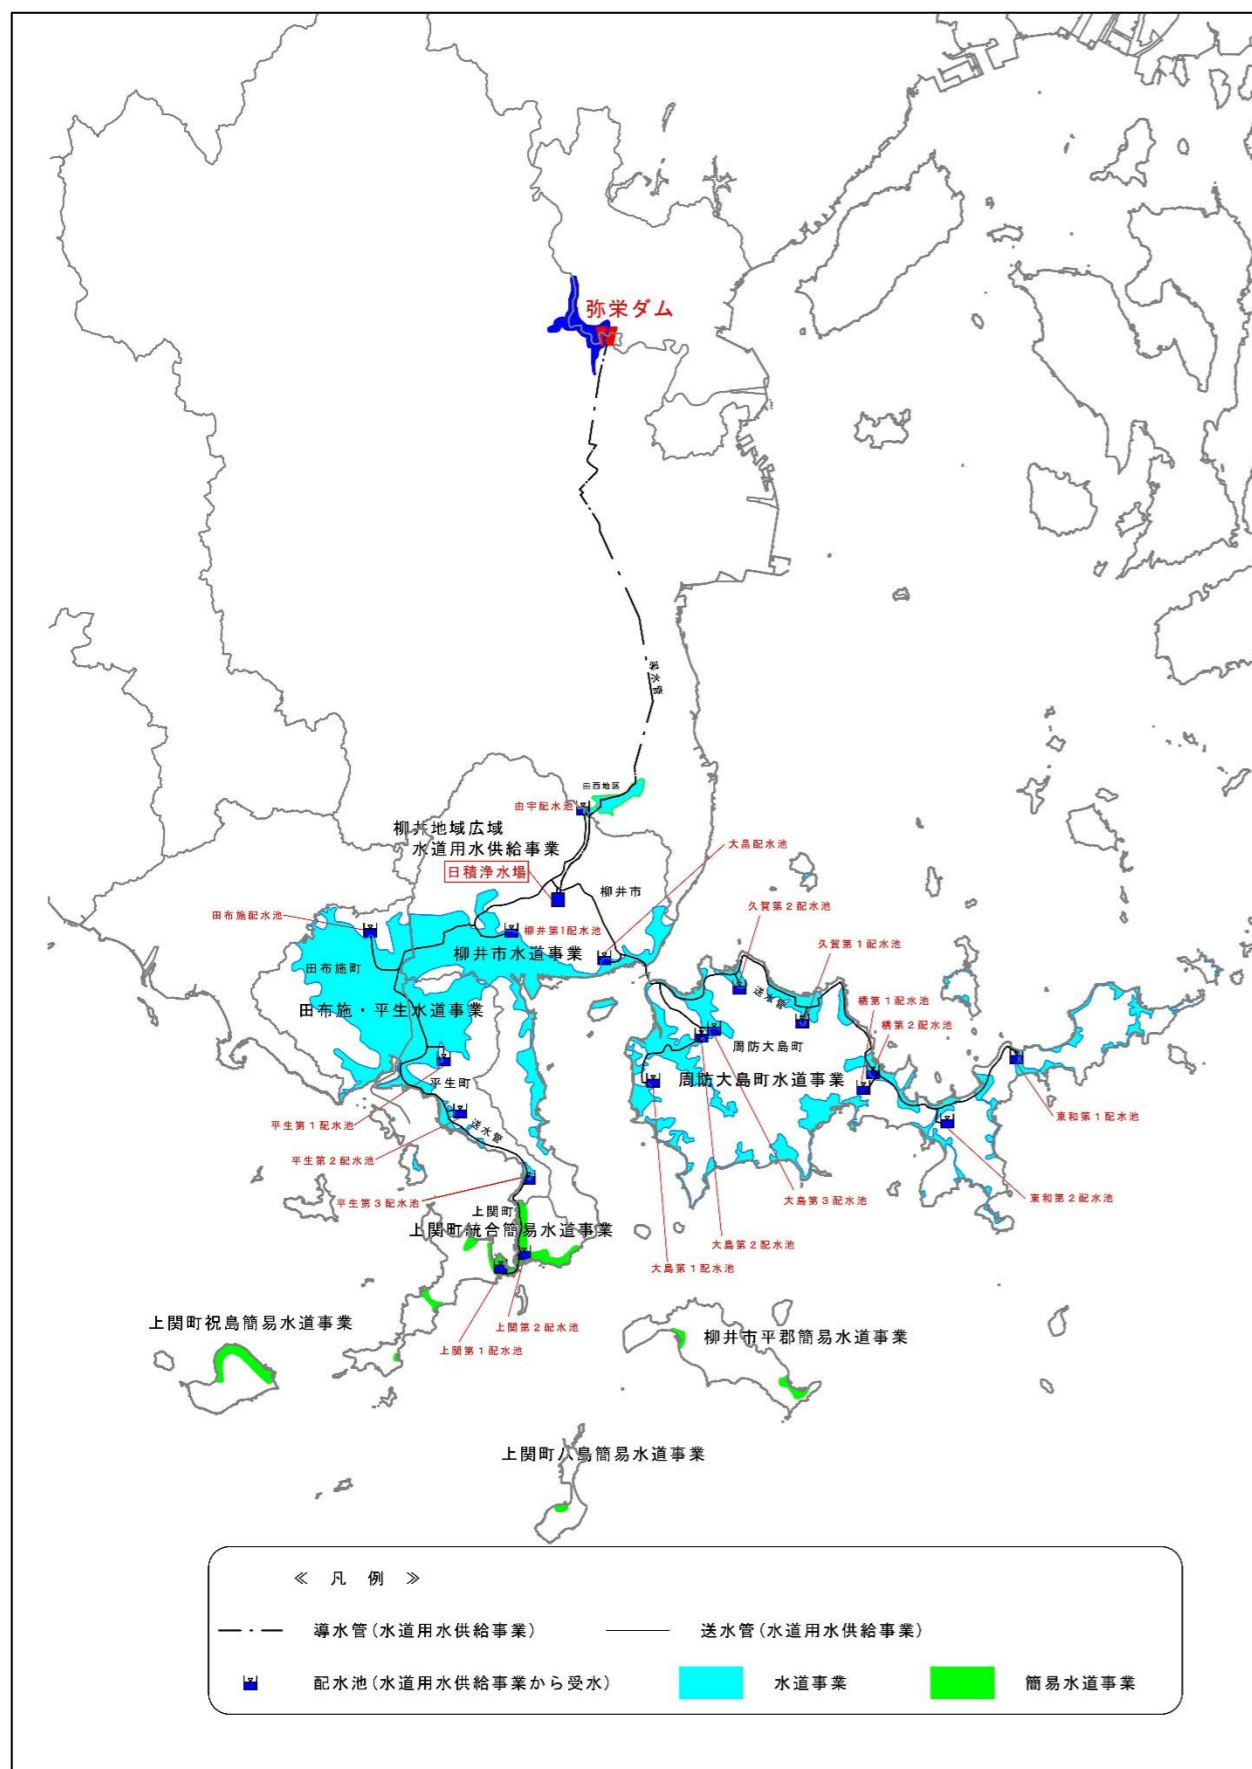 弥栄ダム
導水管
由西地区
由宇配水池
柳井地域広域
水道用水供給事業
日積浄水場
大畠配水池
柳井市
久賀第2配水池
田布施配水池
柳井第1配水池
久賀第1配水池
柳井市水道事業
田布施町
送水管
橘第1配水池
田布施・平生水道事業
橘第2配水池
周防大島町
平生町
周防大島町水道事業
平生第1配水池
送水管
東和第1配水池
平生第2配水池
平生第3配水池
大島第3配水池
東和第2配水池
上関町
上関町統合簡易水道事業
大島第2配水池
大島第1配水池
上関町祝島簡易水道事業
上関第2配水池
柳井市平郡簡易水道事業
上関第1配水池
上関町八島簡易水道事業
≪ 凡 例 ≫
導水管(水道用水供給事業)
送水管(水道用水供給事業)
配水池(水道用水供給事業から受水)
水道事業
簡易水道事業